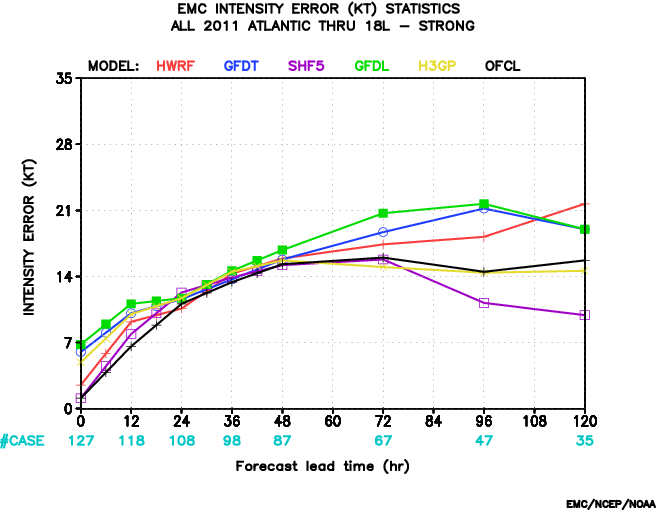 EMC INTENSITY ERROR (KT) STATISTICS
ALL 2011 ATLANTIC THRU 18L – STRONG
MODEL: HWRF GFDT SHF5 GFDL H3GP OFCL
35
28
21
14
7
0
INTENSITY ERROR (KT)
0 12 24 36 48 60 72 84 96 108 120
#CASE 127 118 108 98 87 67 47 35
Forecast lead time (hr)
EMC/NCEP/NOAA